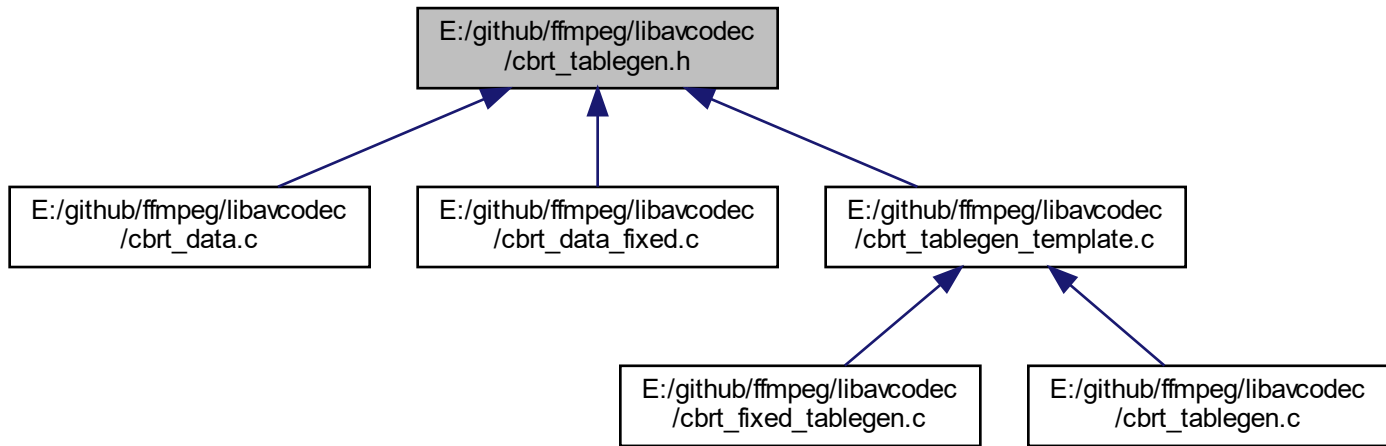 E:/github/ffmpeg/libavcodec
/cbrt_tablegen.h
E:/github/ffmpeg/libavcodec
/cbrt_data.c
E:/github/ffmpeg/libavcodec
/cbrt_data_fixed.c
E:/github/ffmpeg/libavcodec
/cbrt_tablegen_template.c
E:/github/ffmpeg/libavcodec
/cbrt_fixed_tablegen.c
E:/github/ffmpeg/libavcodec
/cbrt_tablegen.c